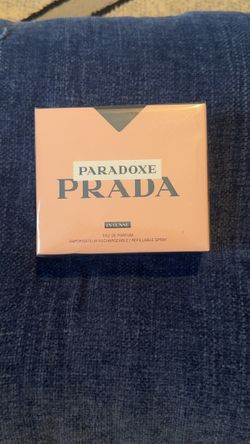 PARADOXE
PRADA
INTENSE
EAU DE PARFUM
VAPORISATEUR RECHARGEABLE / REFILLABLE SPRAY